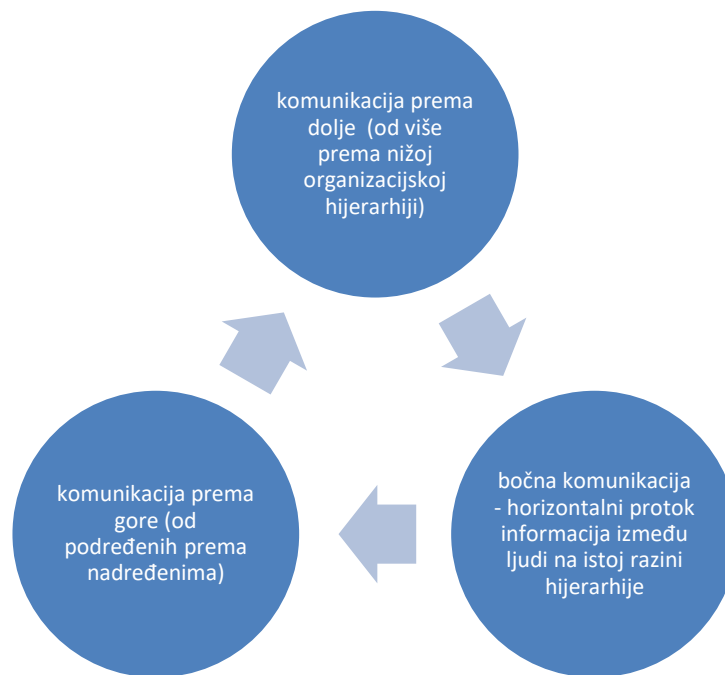 komunikacija prema
dolje (od više
prema nižoj
organizacijskoj
hijerarhiji)
bočna komunikacija
- horizontalni protok
informacija između
ljudi na istoj razini
hijerarhije
komunikacija prema
gore (od
podređenih prema
nadređenima)